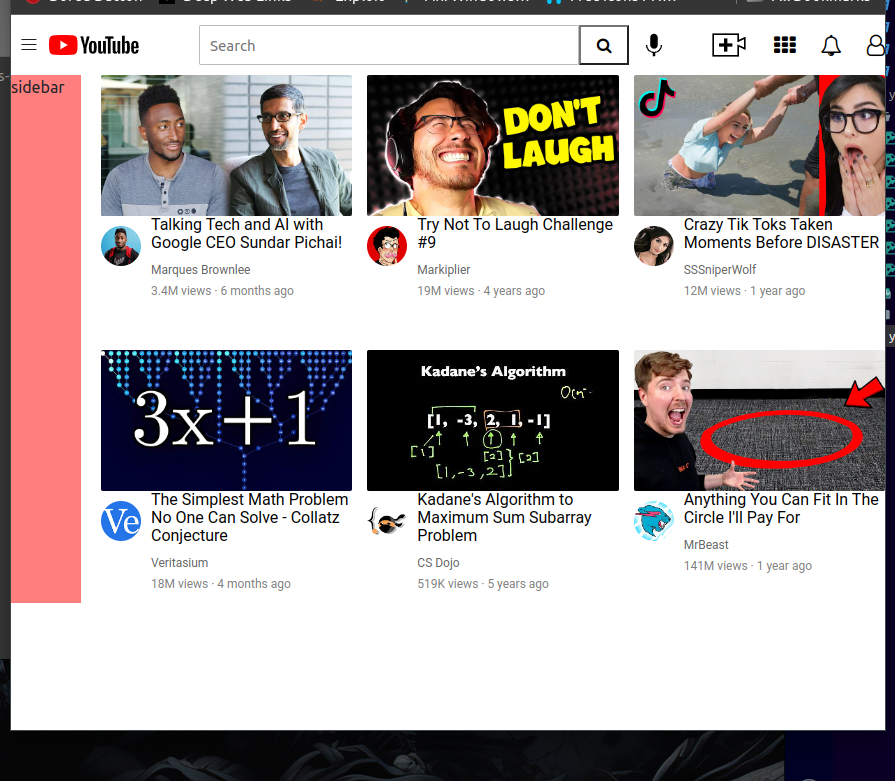 YouTube
Search
sidebar
DON'T
LAUGH
Talking Tech and AI with
Google CEO Sundar Pichai!
Marques Brownlee
3.4M views · 6 months ago
Try Not To Laugh Challenge
#9
Markiplier
19M views · 4 years ago
Crazy Tik Toks Taken
Moments Before DISASTER
SSSniperWolf
12M views · 1 year ago
3x+1
Kadane's Algorithm
[1, -3, 2, 1, -1]
[1]
[2]
[2]
[1,-3,2]
Ve
The Simplest Math Problem
No One Can Solve - Collatz
Conjecture
Veritasium
18M views · 4 months ago
Kadane's Algorithm to
Maximum Sum Subarray
Problem
CS Dojo
519K views · 5 years ago
Anything You Can Fit In The
Circle I'll Pay For
MrBeast
141M views · 1 year ago